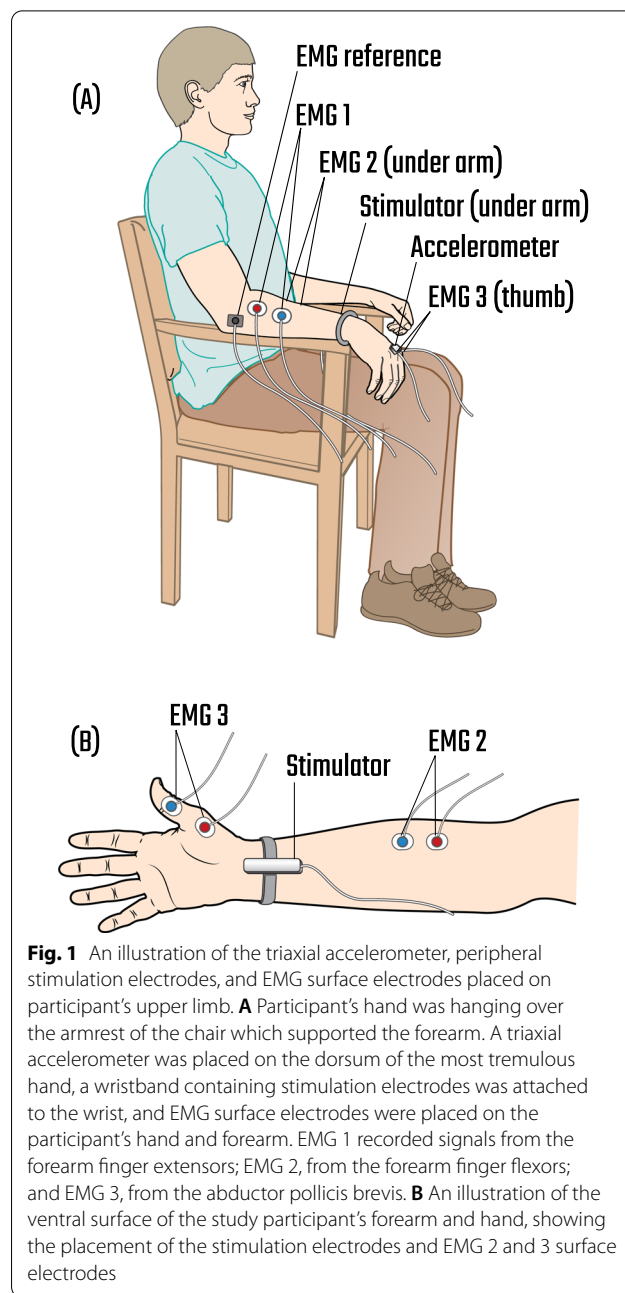 (A)
EMG reference
EMG 1
EMG 2 (under arm)
Stimulator (under arm)
Accelerometer
EMG 3 (thumb)
(B)
EMG 3
Stimulator
EMG 2
Fig. 1 An illustration of the triaxial accelerometer, peripheral
stimulation electrodes, and EMG surface electrodes placed on
participant's upper limb. A Participant's hand was hanging over
the armrest of the chair which supported the forearm. A triaxial
accelerometer was placed on the dorsum of the most tremulous
hand, a wristband containing stimulation electrodes was attached
to the wrist, and EMG surface electrodes were placed on the
participant's hand and forearm. EMG 1 recorded signals from the
forearm finger extensors; EMG 2, from the forearm finger flexors;
and EMG 3, from the abductor pollicis brevis. B An illustration of the
ventral surface of the study participant's forearm and hand, showing
the placement of the stimulation electrodes and EMG 2 and 3 surface
electrodes